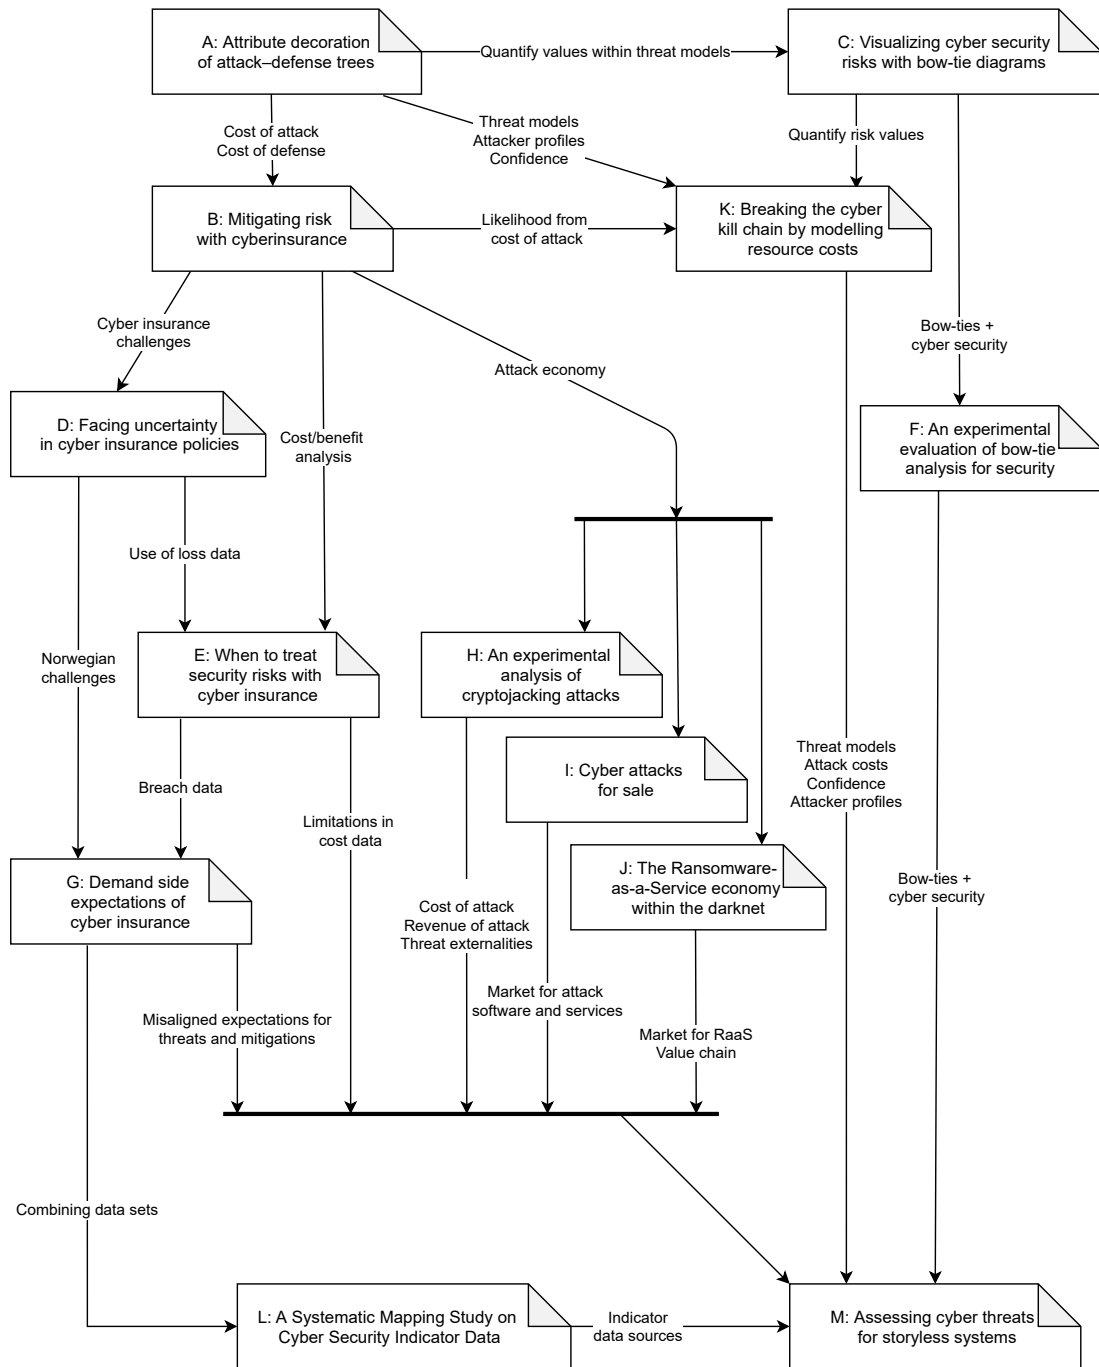 A: Attribute decoration
of attack–defense trees
Quantify values within threat models
C: Visualizing cyber security
risks with bow-tie diagrams
Cost of attack
Cost of defense
Threat models
Attacker profiles
Confidence
Quantify risk values
B: Mitigating risk
with cyberinsurance
Likelihood from
cost of attack
K: Breaking the cyber
kill chain by modelling
resource costs
Cyber insurance
challenges
Attack economy
Bow-ties +
cyber security
D: Facing uncertainty
in cyber insurance policies
Cost/benefit
analysis
F: An experimental
evaluation of bow-tie
analysis for security
Use of loss data
Norwegian
challenges
E: When to treat
security risks with
cyber insurance
H: An experimental
analysis of
cryptojacking attacks
I: Cyber attacks
for sale
Threat models
Attack costs
Confidence
Attacker profiles
Breach data
Limitations in
cost data
G: Demand side
expectations of
cyber insurance
J: The Ransomware-
as-a-Service economy
within the darknet
Bow-ties +
cyber security
Cost of attack
Revenue of attack
Threat externalities
Market for attack
software and services
Misaligned expectations for
threats and mitigations
Market for RaaS
Value chain
Combining data sets
L: A Systematic Mapping Study on
Cyber Security Indicator Data
Indicator
data sources
M: Assessing cyber threats
for storyless systems